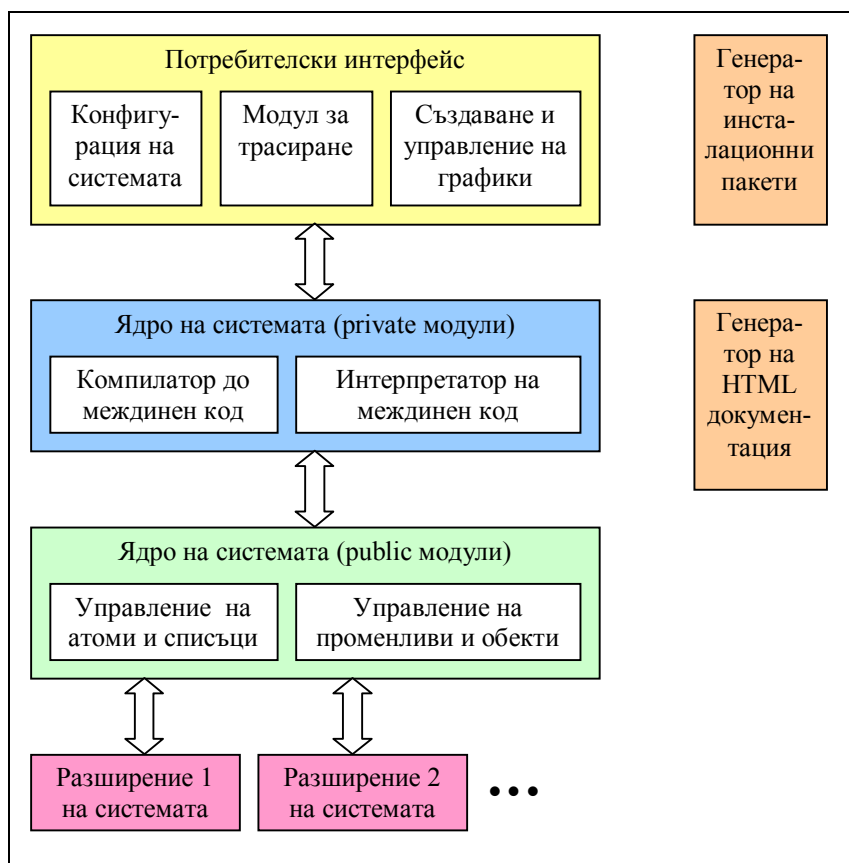 Потребителски интерфейс
Конфигу-
рация на
системата
Модул за
трасиране
Създаване и
управление на
графики
Генера-
тор на
инста-
лационни
пакети
Ядро на системата (private модули)
Компилатор до
междинен код
Интерпретатор на
междинен код
Генера-
тор на
HTML
докумен-
тация
Ядро на системата (public модули)
Управление на
атоми и списъци
Управление на
променливи и обекти
Разширение 1
на системата
Разширение 2
на системата
•••